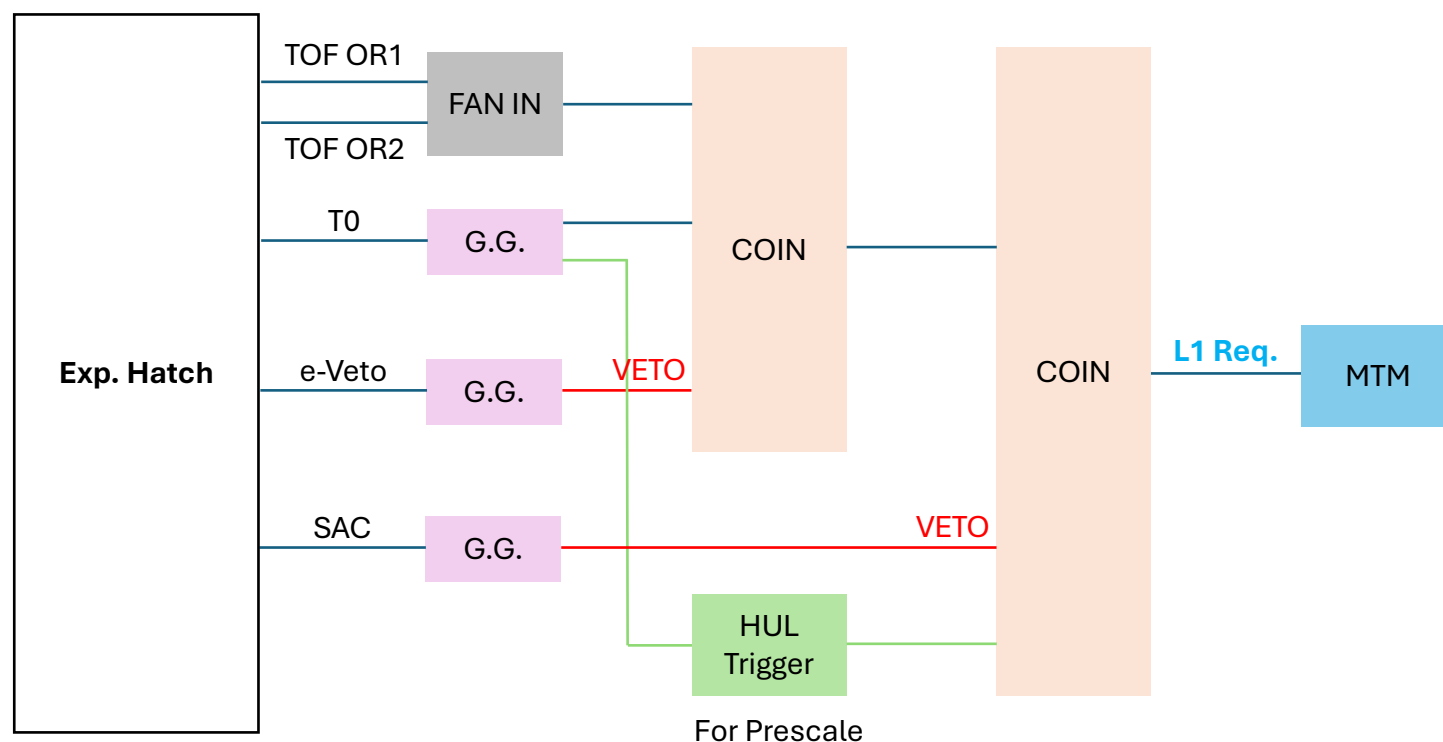 TOF OR1
FAN IN
TOF OR2
T0
G.G.
COIN
Exp. Hatch
e-Veto
G.G.
VETO
COIN
L1 Req.
MTM
SAC
G.G.
VETO
HUL
Trigger
For Prescale